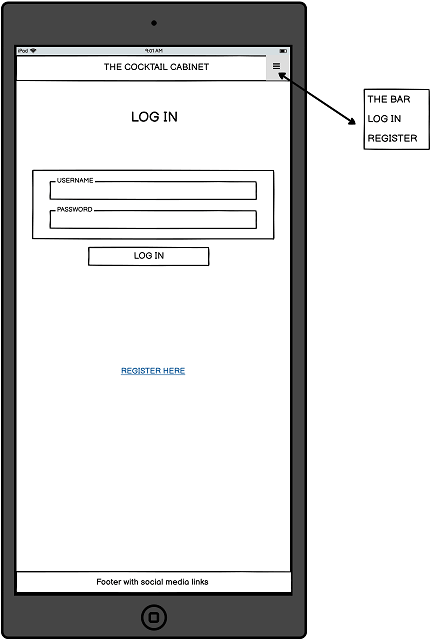 iPad
9:01 AM
THE COCKTAIL CABINET
THE BAR
LOG IN
REGISTER
LOG IN
USERNAME
PASSWORD
LOG IN
REGISTER HERE
Footer with social media links